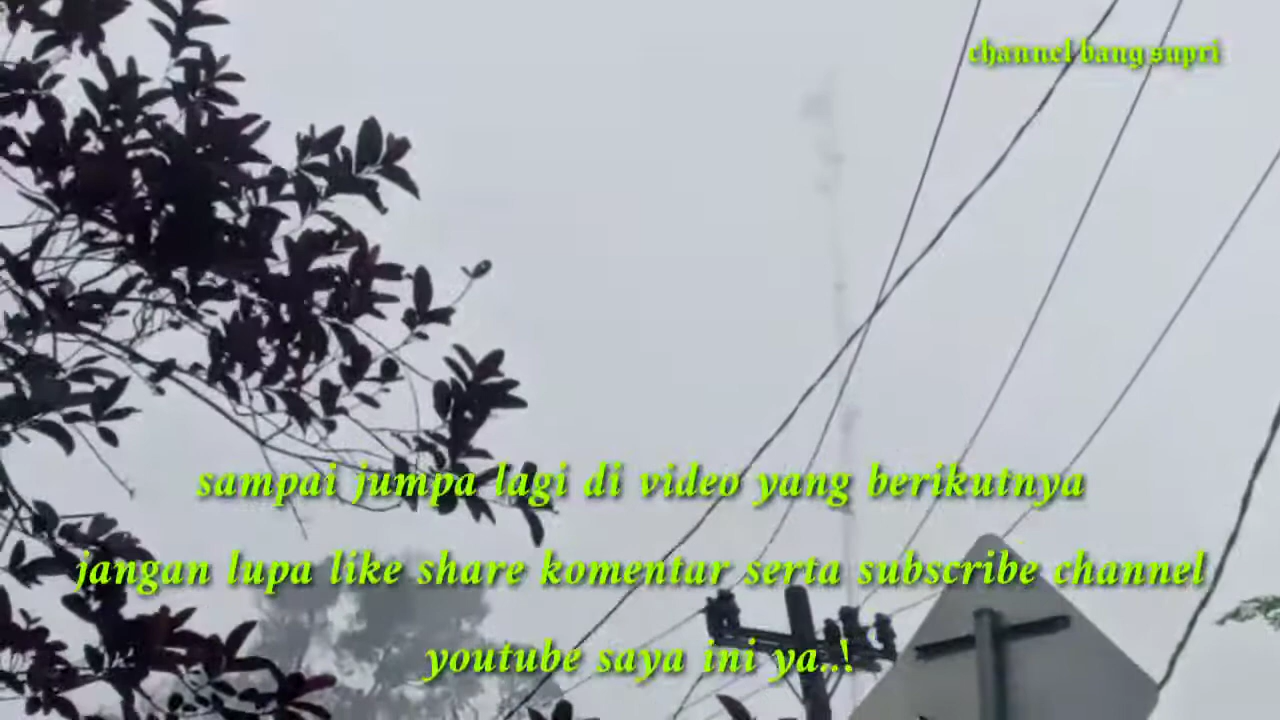 channel bang supri
sampai jumpa lagi di video yang berikutnya
jangan lupa like share komentar serta subscribe channel
youtube saya ini ya..!